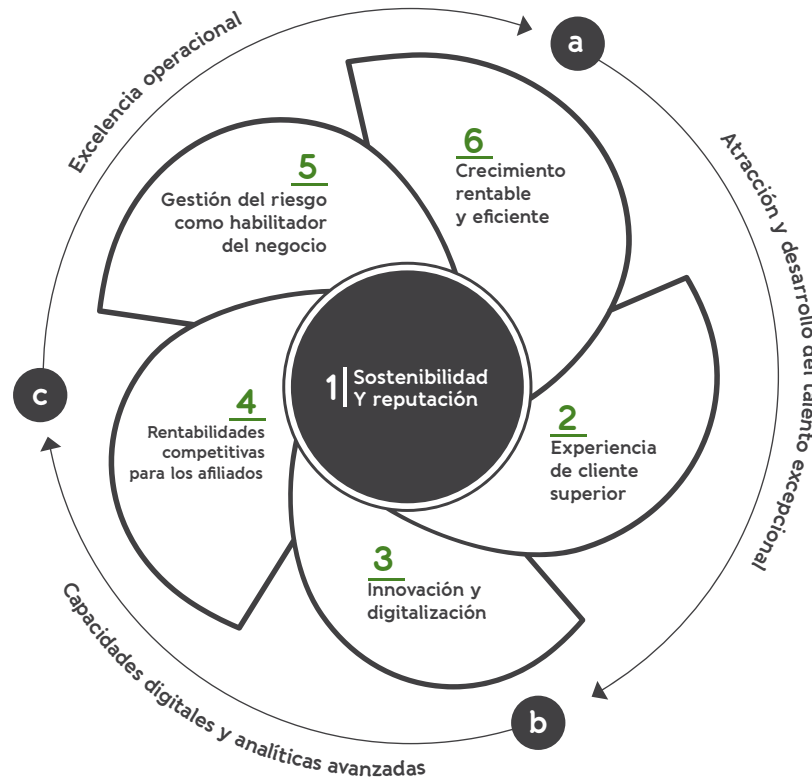 Excelencia operacional
a
Atracción y desarrollo del talento excepcional
6
Crecimiento
rentable
y eficiente
5
Gestión del riesgo
como habilitador
del negocio
1
Sostenibilidad
Y reputación
c
4
Rentabilidades
competitivas
para los afiliados
2
Experiencia
de cliente
superior
3
Innovación y
digitalización
b
Capacidades digitales y analíticas avanzadas